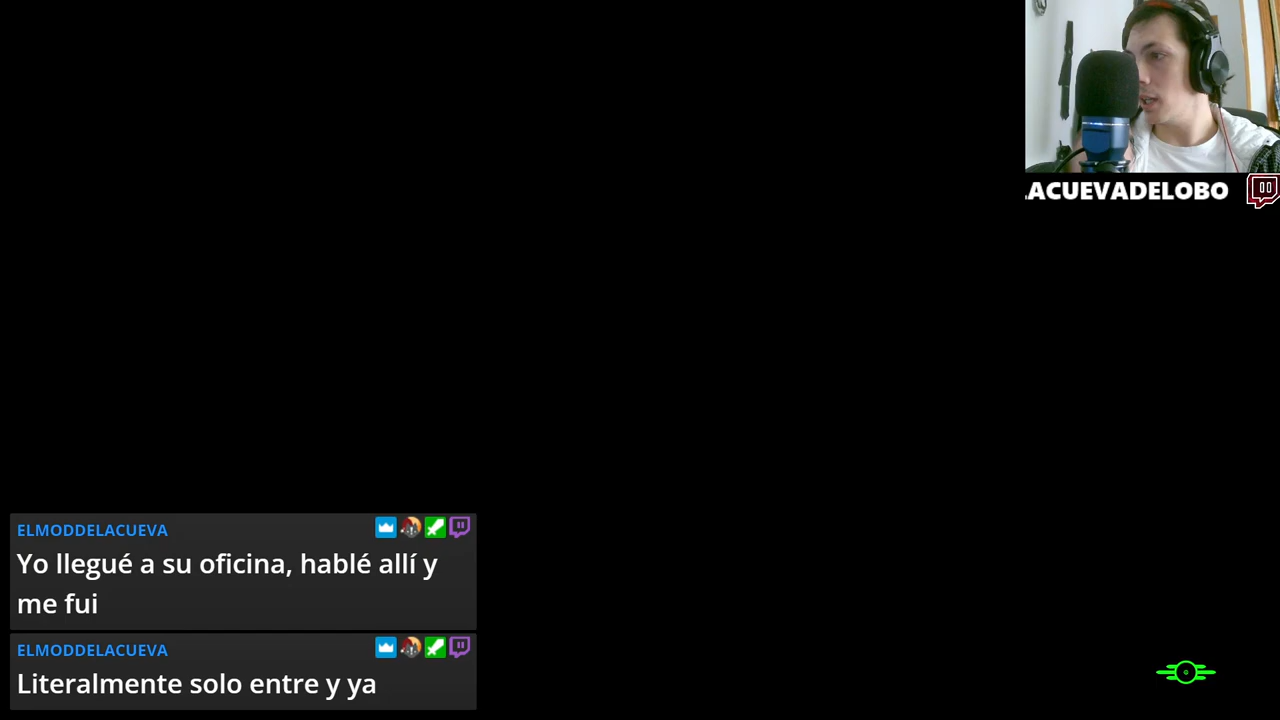 .ACUEVADELOBO
ELMODDELACUEVA
Yo llegué a su oficina, hablé allí y
me fui
ELMODDELACUEVA
Literalmente solo entre y ya